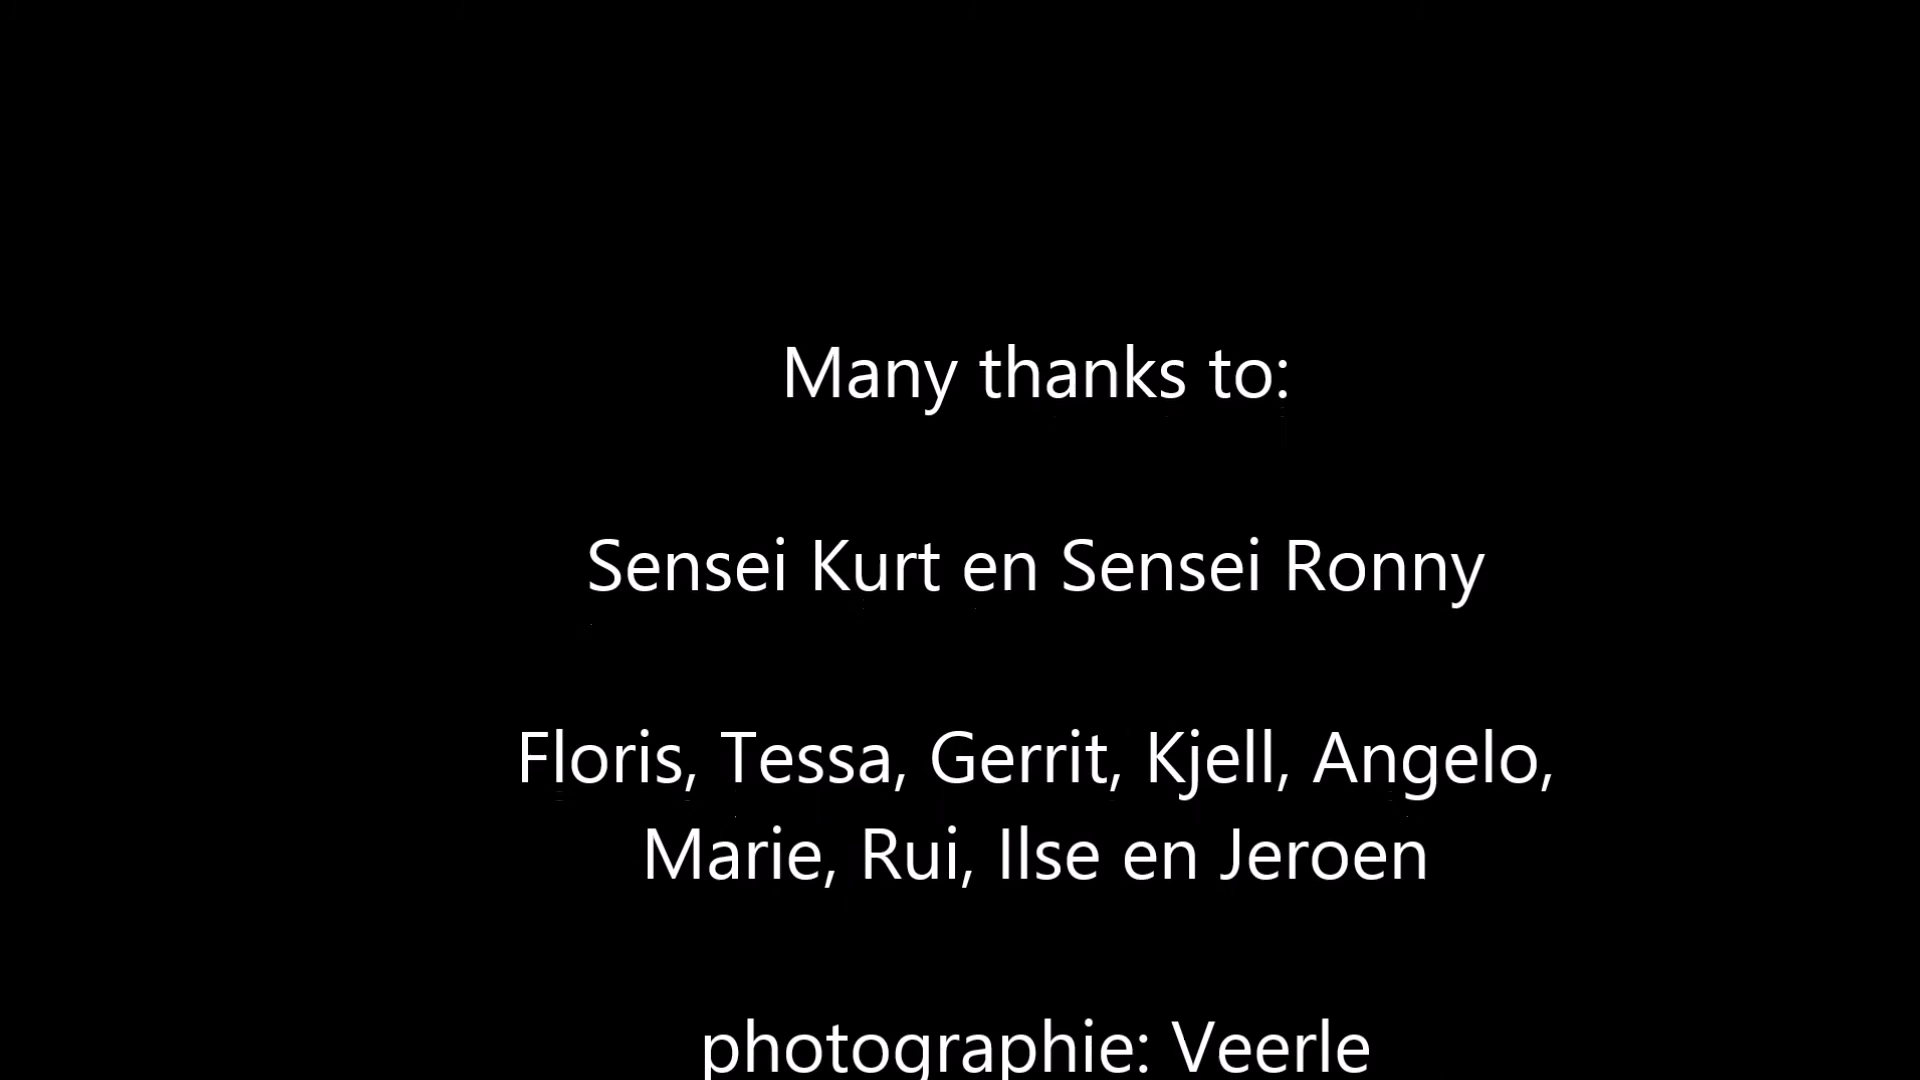 Many thanks to:
Sensei Kurt en Sensei Ronny
Floris, Tessa, Gerrit, Kjell, Angelo,
Marie, Rui, Ilse en Jeroen
photographie: Veerle